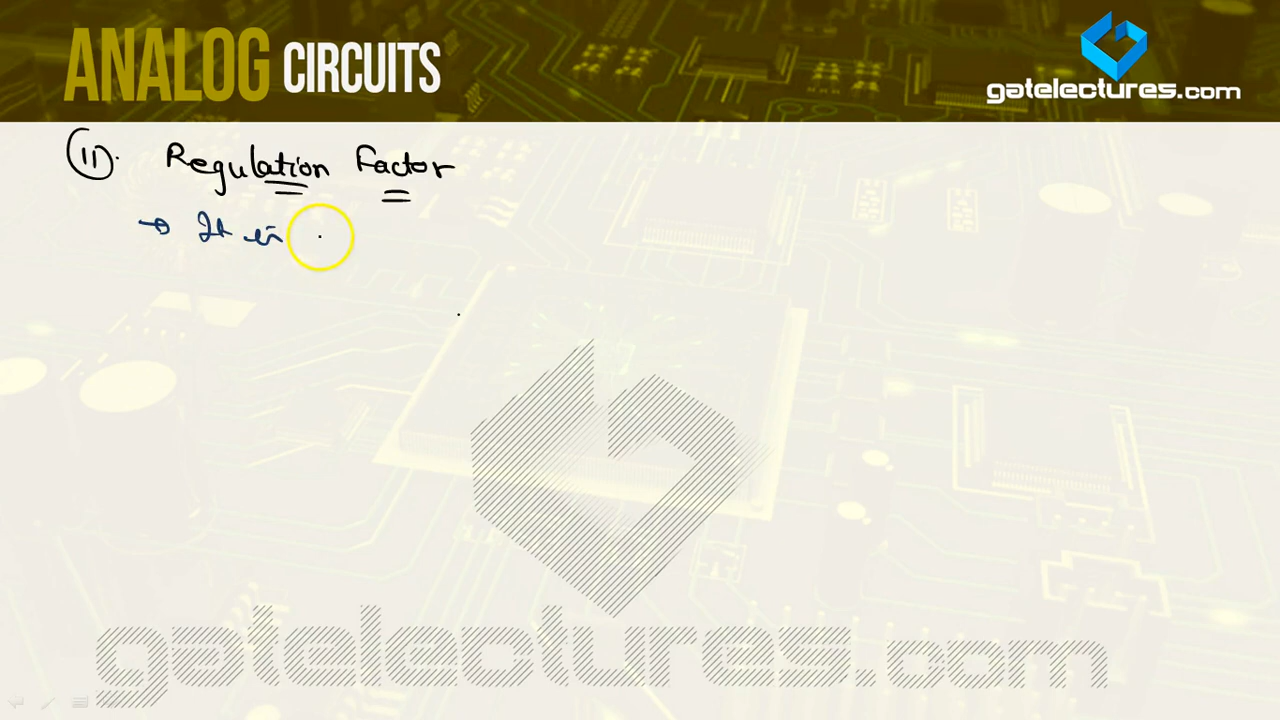 ANALOG CIRCUITS
gatelectures.com
(11). Regulation Factor
→ It is
gatelectures.com